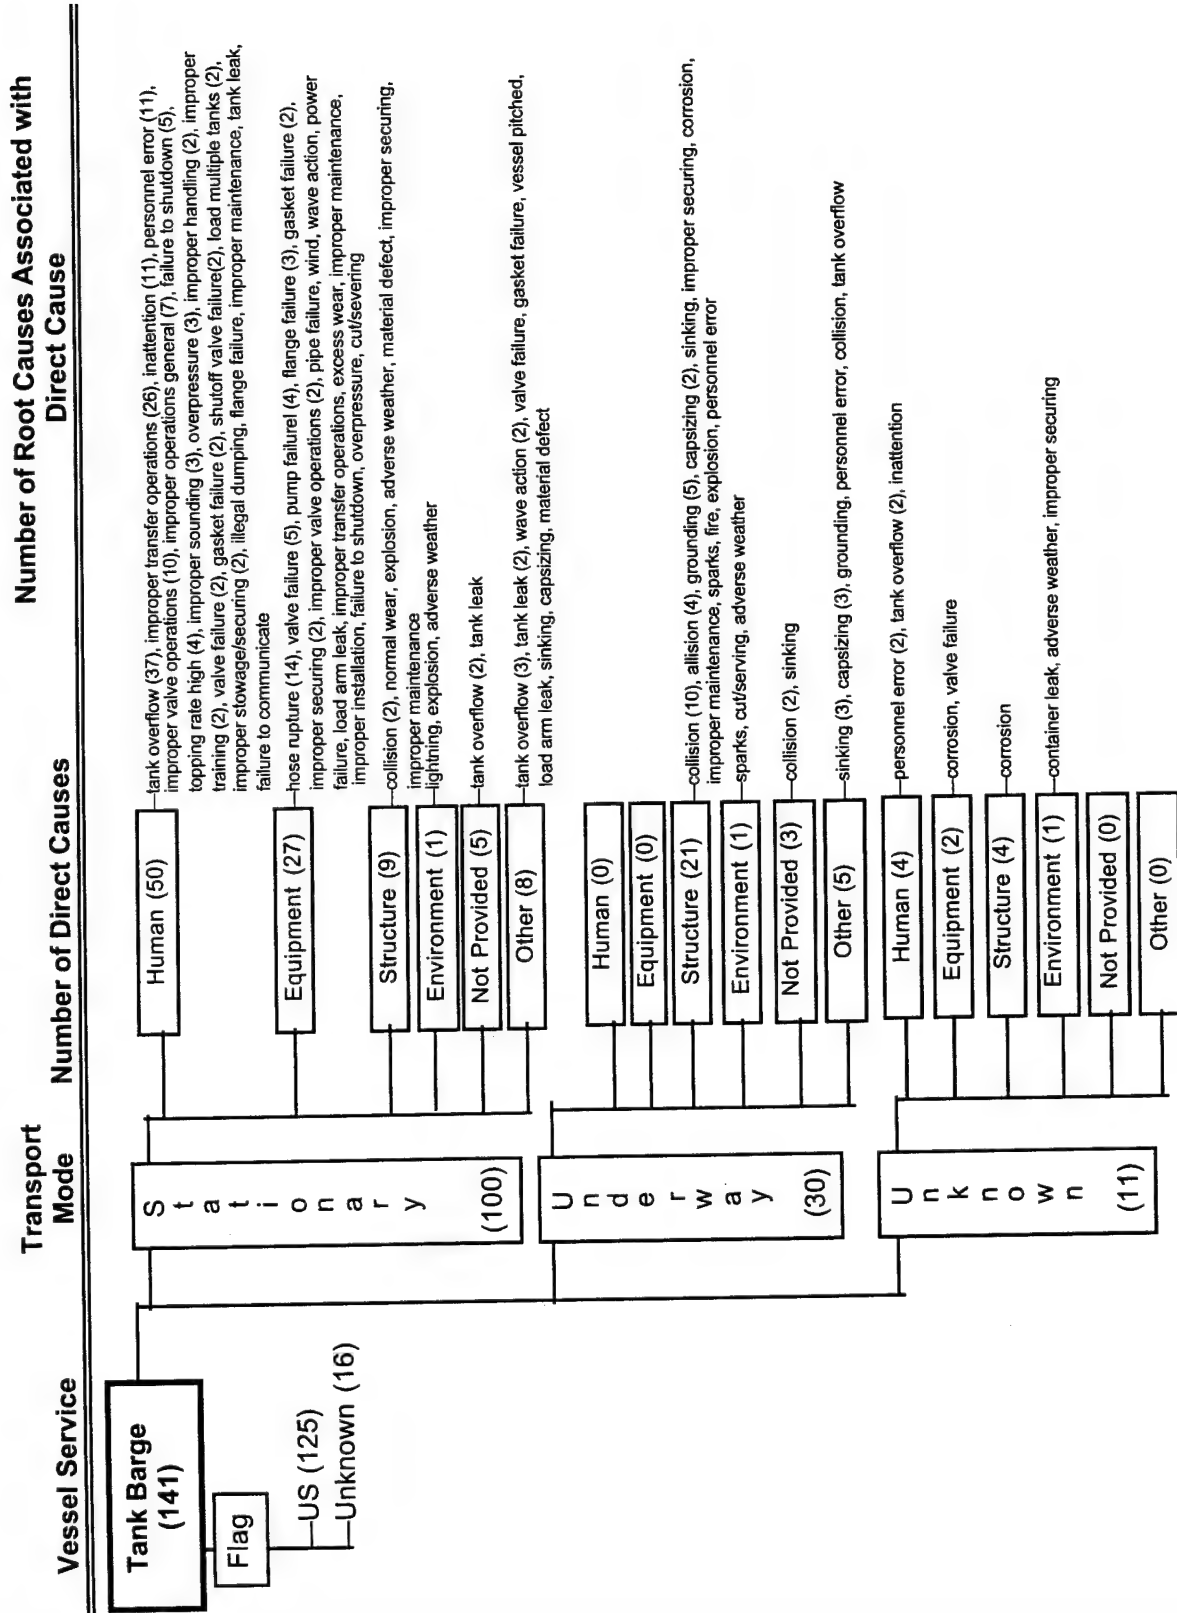 Vessel Service
Transport
Mode
Number of Direct Causes
Number of Root Causes Associated with
Direct Cause
Tank Barge
(141)
Flag
US (125)
Unknown (16)
Stationary
(100)
Human (50)
tank overflow (37), improper transfer operations (26), inattention (11), personnel error (11),
improper valve operations (10), improper operations general (7), failure to shutdown (5),
topping rate high (4), improper sounding (3), overpressure (3), improper handling (2), improper
training (2), valve failure (2), gasket failure (2), shutoff valve failure(2), load multiple tanks (2),
improper stowage/securing (2), illegal dumping, flange failure, improper maintenance, tank leak,
failure to communicate
Equipment (27)
hose rupture (14), valve failure (5), pump failurel (4), flange failure (3), gasket failure (2),
improper securing (2), improper valve operations (2), pipe failure, wind, wave action, power
failure, load arm leak, improper transfer operations, excess wear, improper maintenance,
improper installation, failure to shutdown, overpressure, cut/severing
Structure (9)
collision (2), normal wear, explosion, adverse weather, material defect, improper securing,
improper maintenance
Environment (1)
lightning, explosion, adverse weather
Not Provided (5)
tank overflow (2), tank leak
Other (8)
tank overflow (3), tank leak (2), wave action (2), valve failure, gasket failure, vessel pitched,
load arm leak, sinking, capsizing, material defect
Underway
(30)
Human (0)
Equipment (0)
Structure (21)
collision (10), allision (4), grounding (5), capsizing (2), sinking, improper securing, corrosion,
improper maintenance, sparks, fire, explosion, personnel error
Environment (1)
sparks, cut/serving, adverse weather
Not Provided (3)
collision (2), sinking
Other (5)
sinking (3), capsizing (3), grounding, personnel error, collision, tank overflow
Unknown
(11)
Human (4)
personnel error (2), tank overflow (2), inattention
Equipment (2)
corrosion, valve failure
Structure (4)
corrosion
Environment (1)
container leak, adverse weather, improper securing
Not Provided (0)
Other (0)